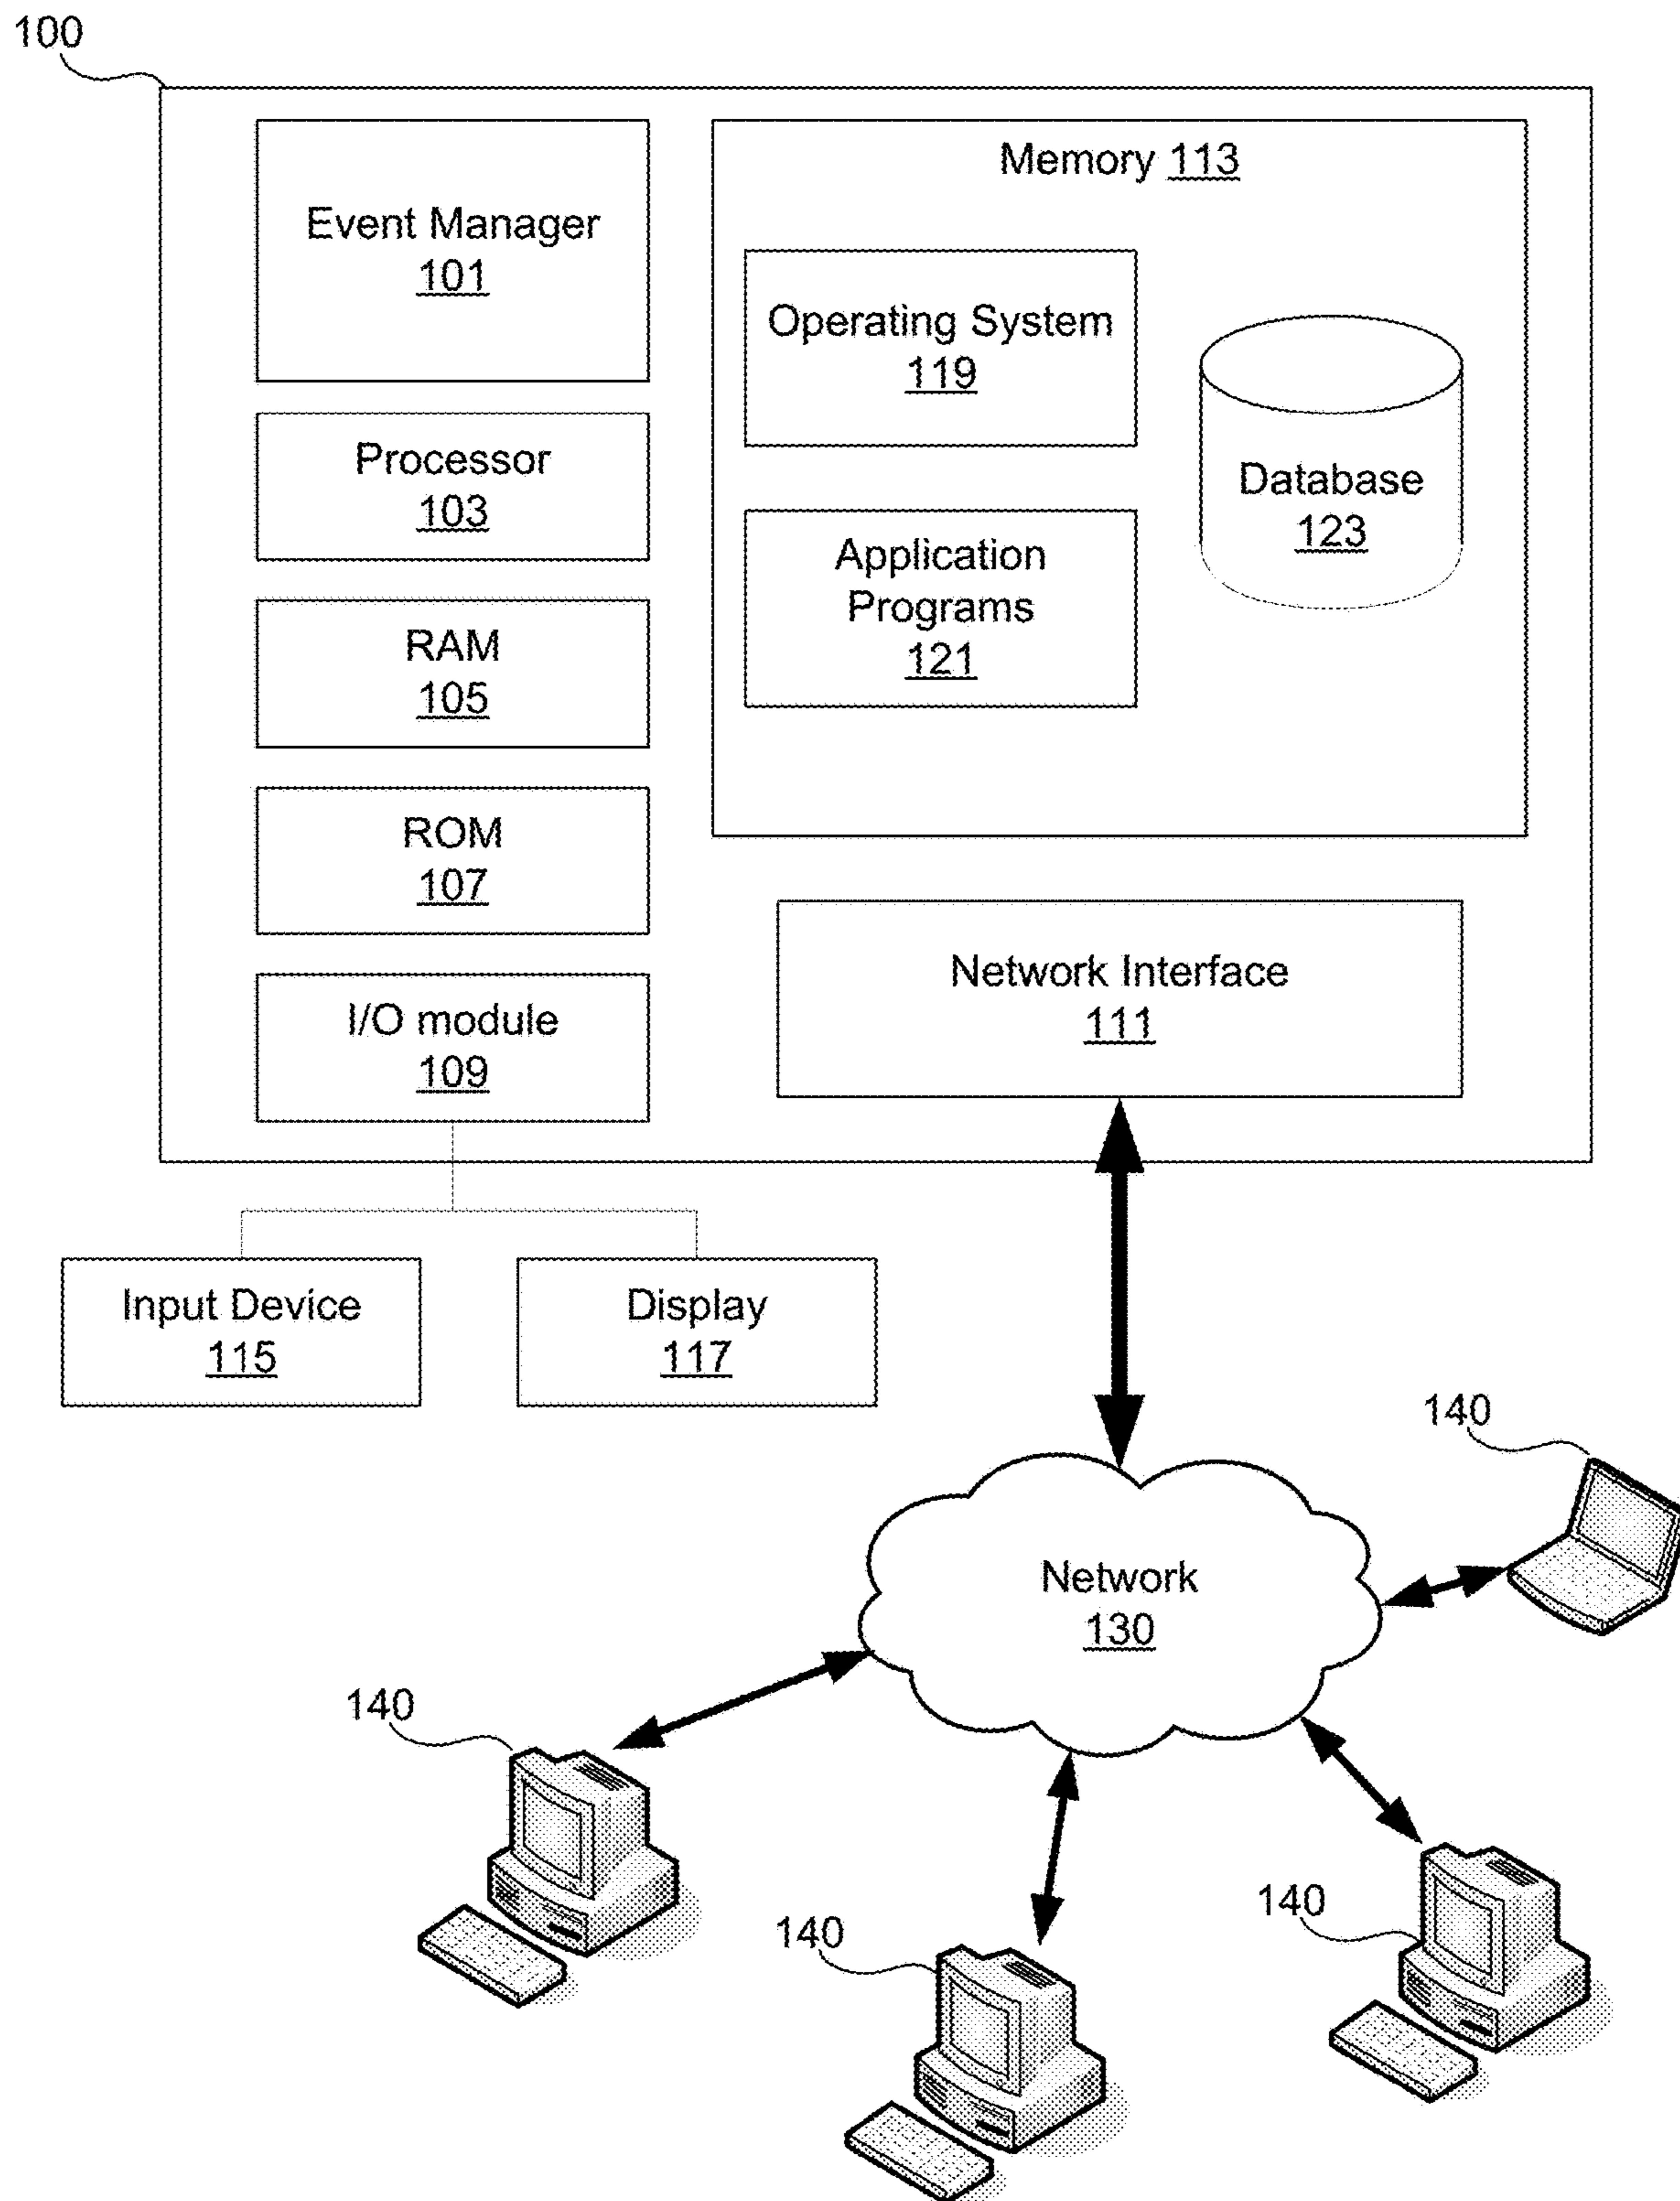 100
Event Manager
101
Processor
103
RAM
105
ROM
107
I/O module
109
Memory 113
Operating System
119
Application
Programs
121
Database
123
Network Interface
111
Input Device
115
Display
117
Network
130
140
140
140
140